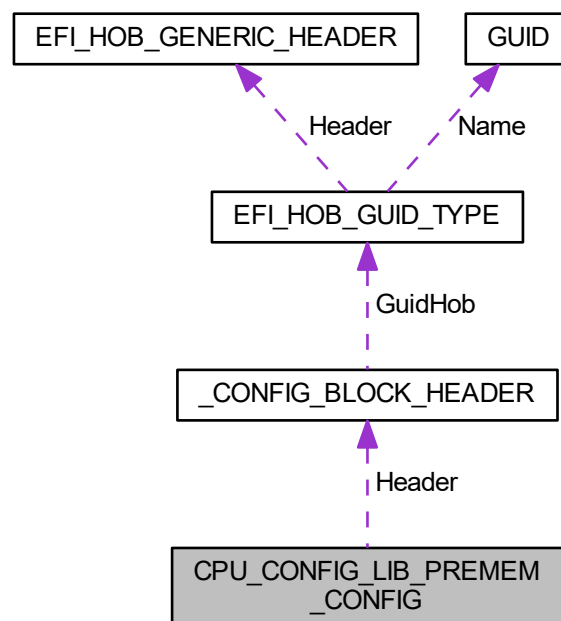 EFI_HOB_GENERIC_HEADER
GUID
Header
Name
EFI_HOB_GUID_TYPE
GuidHob
_CONFIG_BLOCK_HEADER
Header
CPU_CONFIG_LIB_PREMEM
_CONFIG